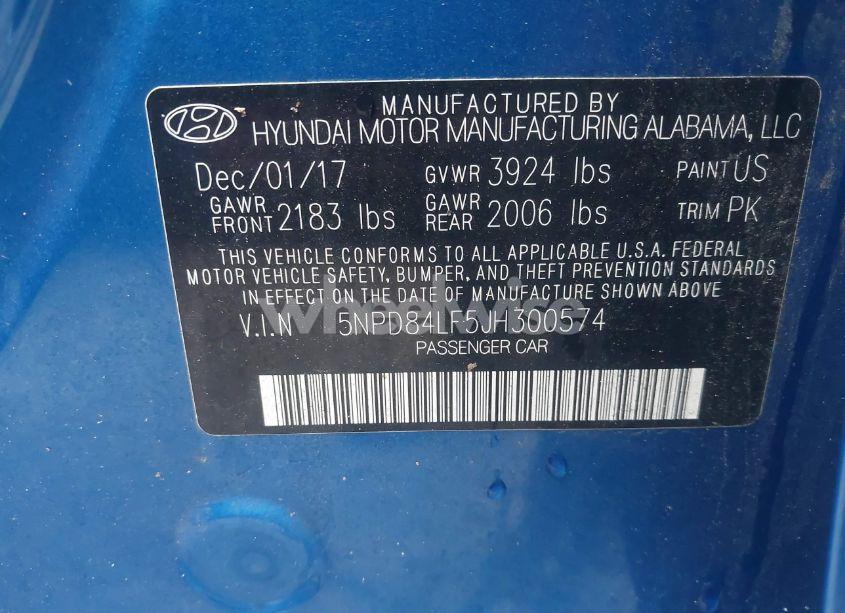 MANUFACTURED BY
HYUNDAI MOTOR MANUFACTURING ALABAMA, LLC
Dec/01/17 GVWR 3924 lbs PAINT US
GAWR FRONT 2183 lbs GAWR REAR 2006 lbs TRIM PK
THIS VEHICLE CONFORMS TO ALL APPLICABLE U.S.A. FEDERAL
MOTOR VEHICLE SAFETY, BUMPER, AND THEFT PREVENTION STANDARDS
IN EFFECT ON THE DATE OF MANUFACTURE SHOWN ABOVE
V.I.N 5NPD84LF5JH300574
PASSENGER CAR